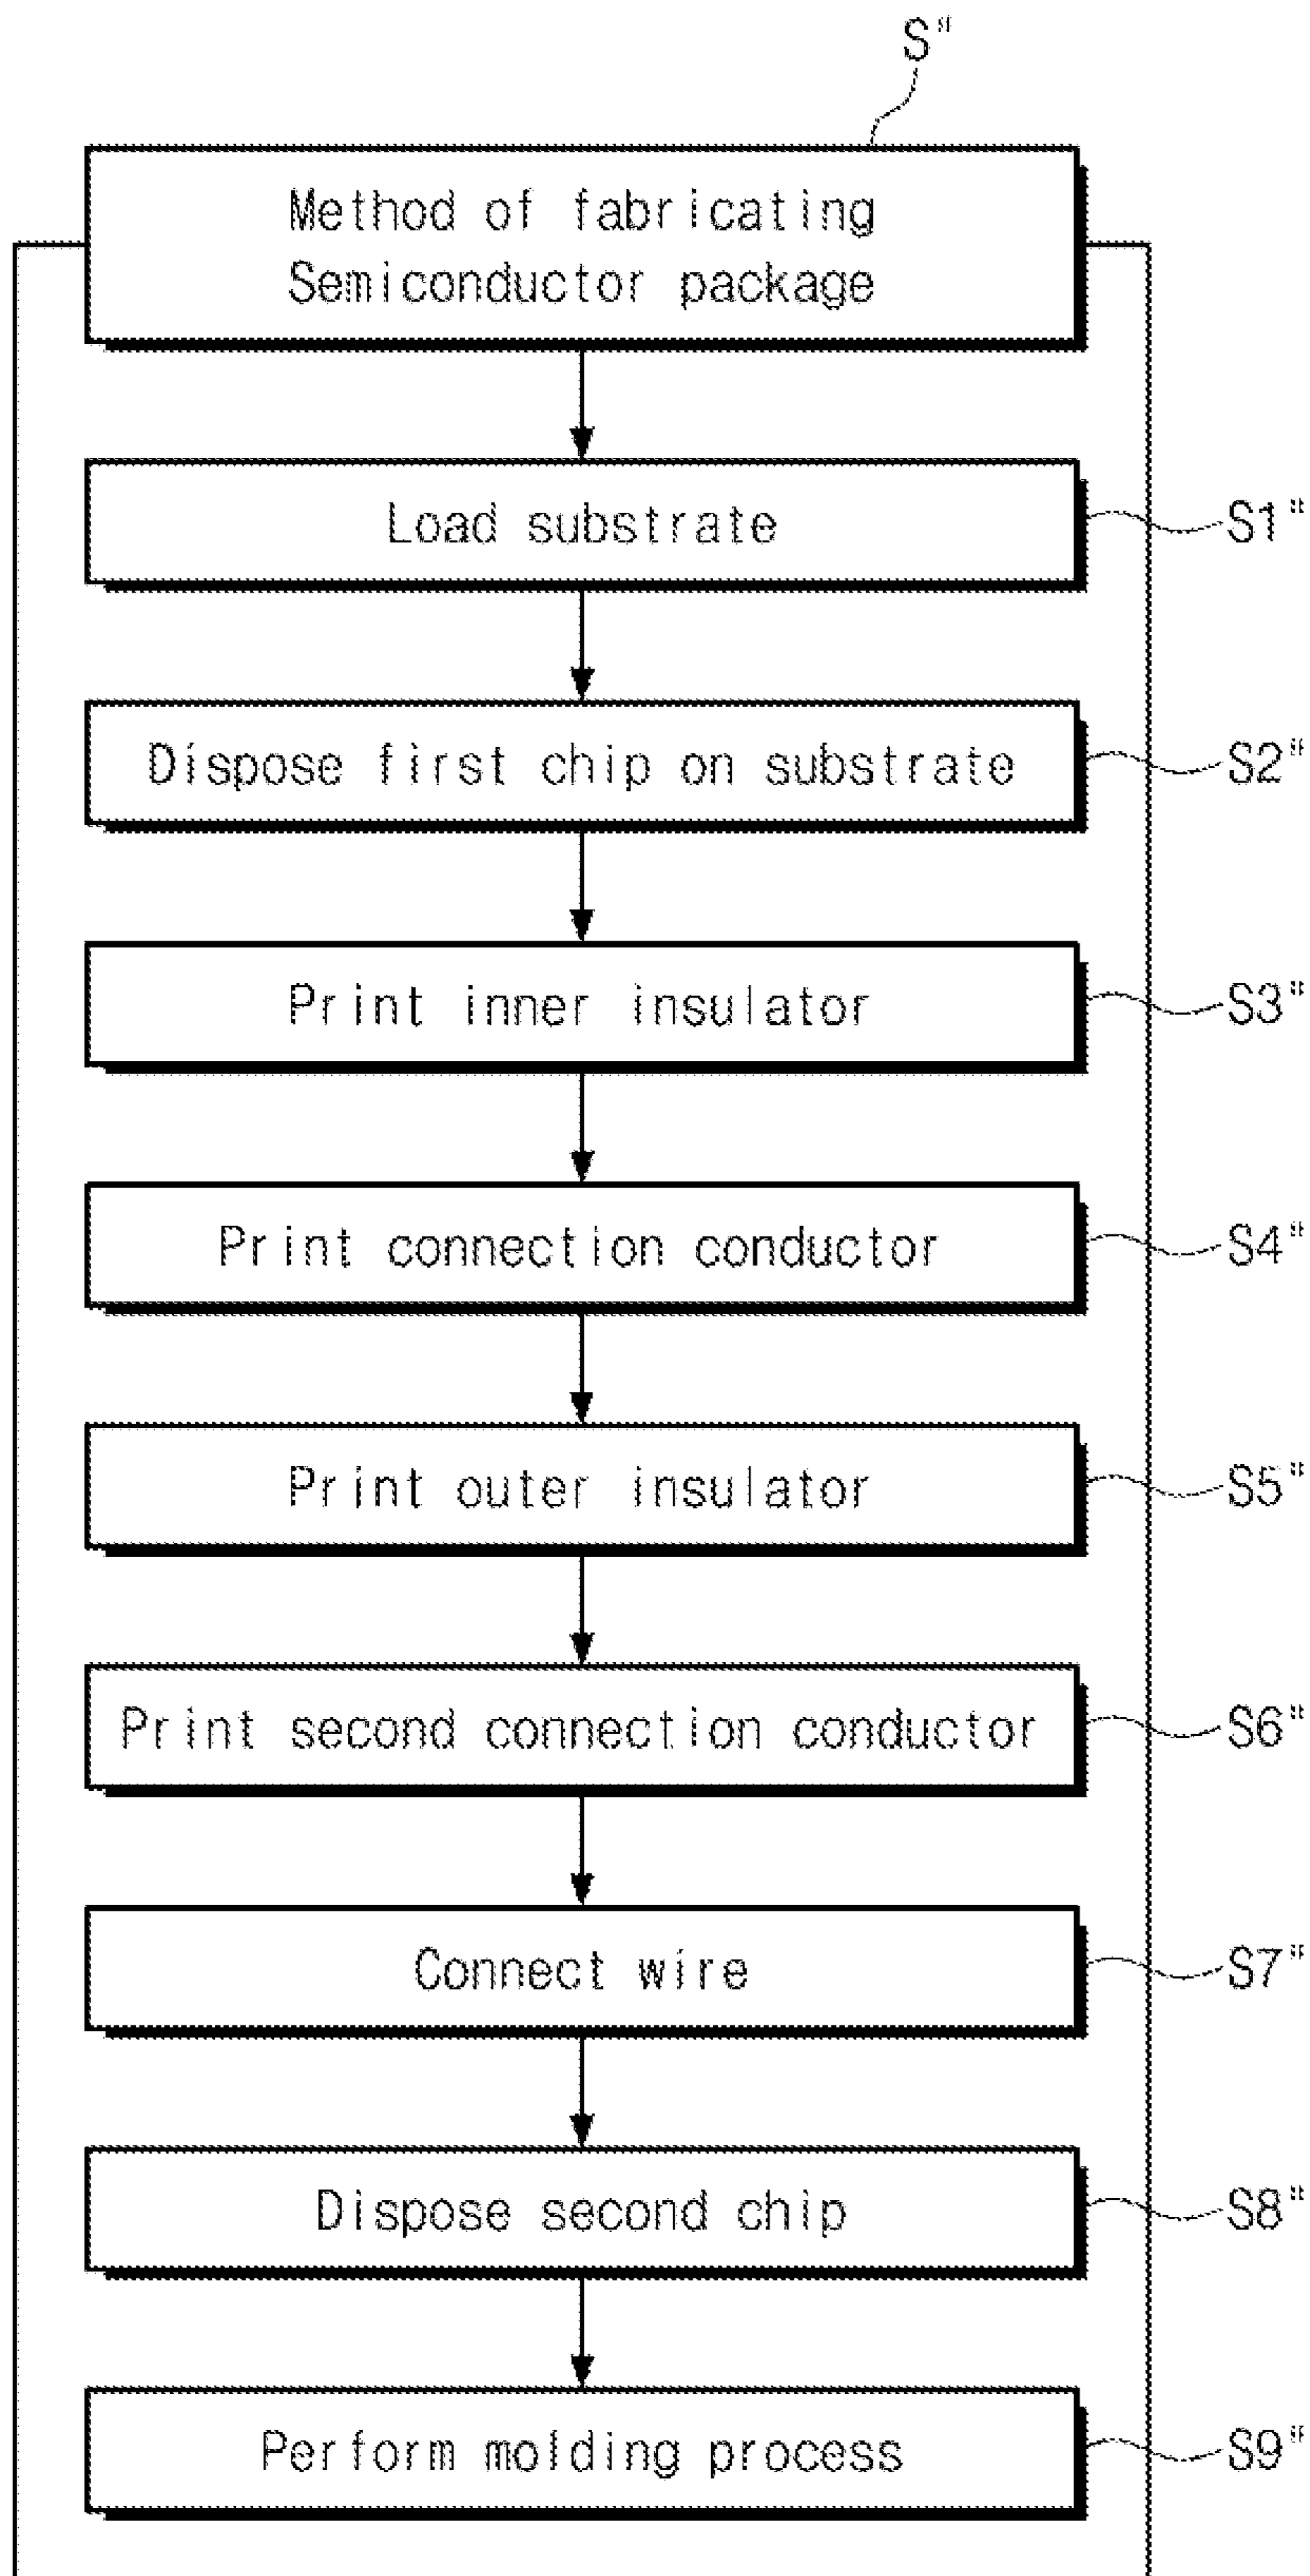 S"
Method of fabricating
Semiconductor package
Load substrate
S1"
Dispose first chip on substrate
S2"
Print inner insulator
S3"
Print connection conductor
S4"
Print outer insulator
S5"
Print second connection conductor
S6"
Connect wire
S7"
Dispose second chip
S8"
Perform molding process
S9"